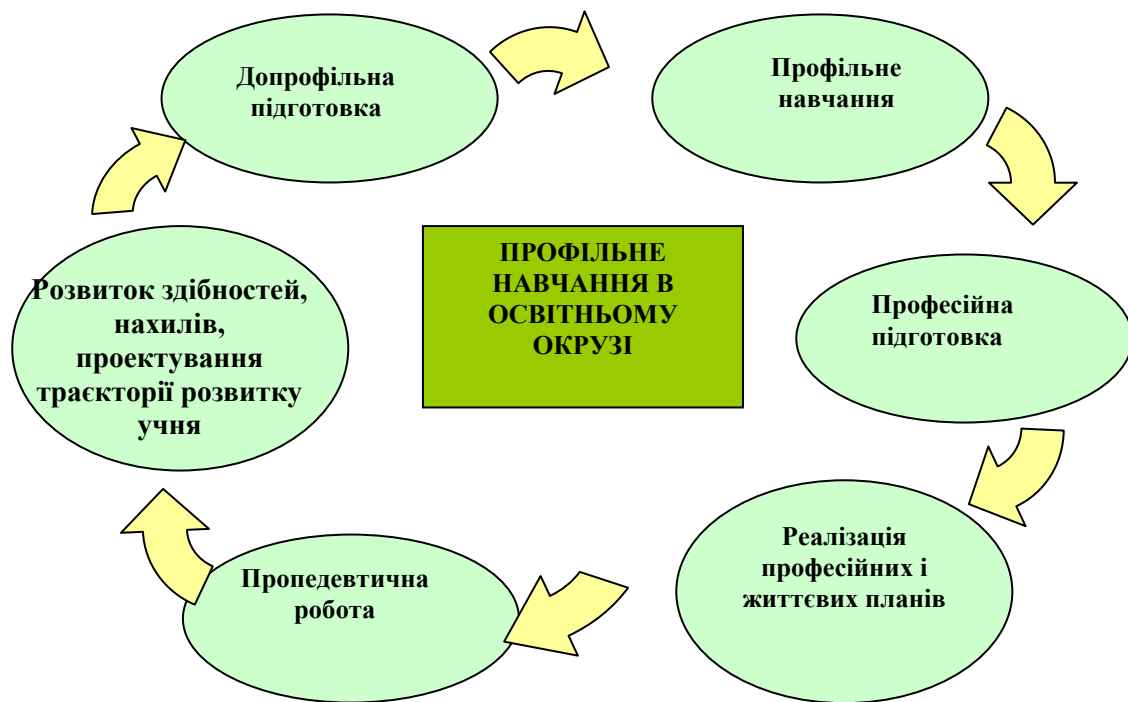 Допрофільна
підготовка
Профільне
навчання
ПРОФІЛЬНЕ
НАВЧАННЯ В
ОСВІТНЬОМУ
ОКРУЗІ
Розвиток здібностей,
нахилів,
проектування
траєкторії розвитку
учня
Професійна
підготовка
Реалізація
професійних і
життєвих планів
Пропедевтична
робота